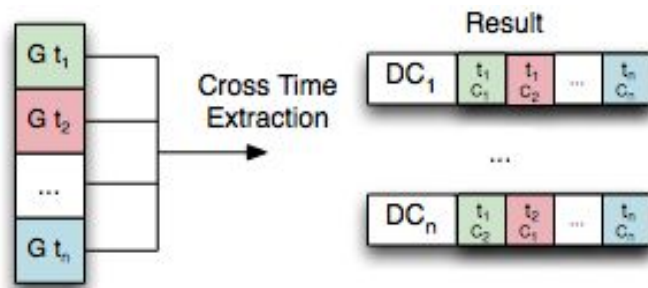 Result
G t₁
G t₂
...
G tₙ
Cross Time
Extraction
DC₁ t₁ C₁ t₁ C₂ ... tₙ Cₙ
...
DCₙ t₁ C₂ t₂ C₁ ... tₙ Cₙ